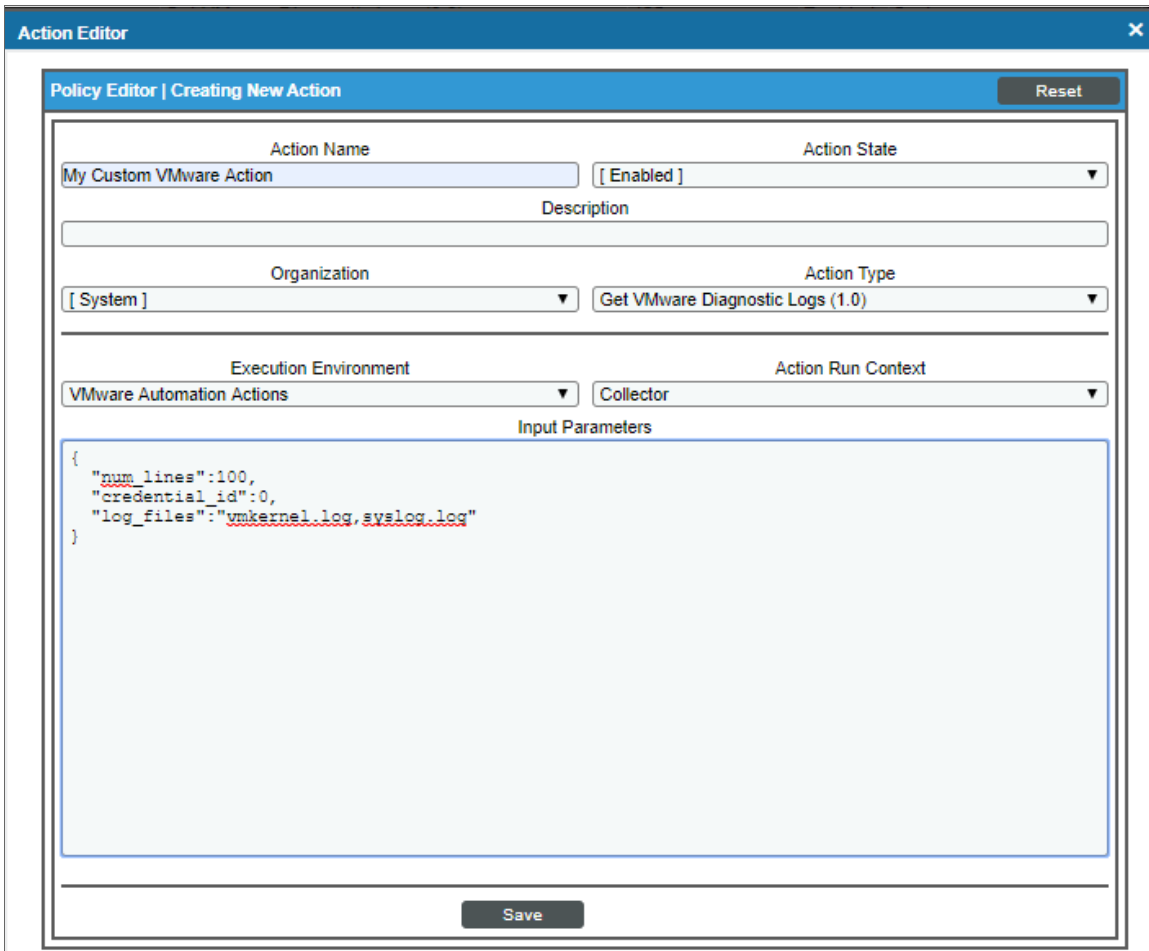 Action Editor
Policy Editor | Creating New Action
Reset
Action Name
Action State
My Custom VMware Action
[ Enabled ]
Description
Organization
Action Type
[ System ]
Get VMware Diagnostic Logs (1.0)
Execution Environment
Action Run Context
VMware Automation Actions
Collector
Input Parameters
{
"num_lines":100,
"credential_id":0,
"log_files":"vmkernel.log,syslog.log"
}
Save